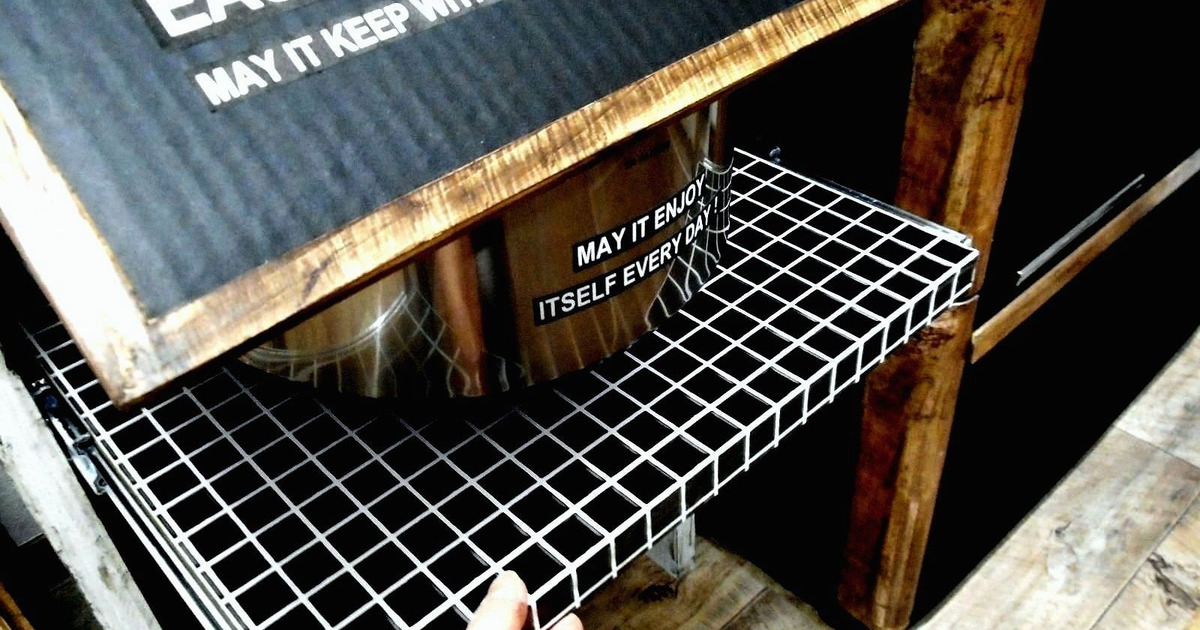 MAY IT KEEP
MAY IT ENJOY
ITSELF EVERY DAY!